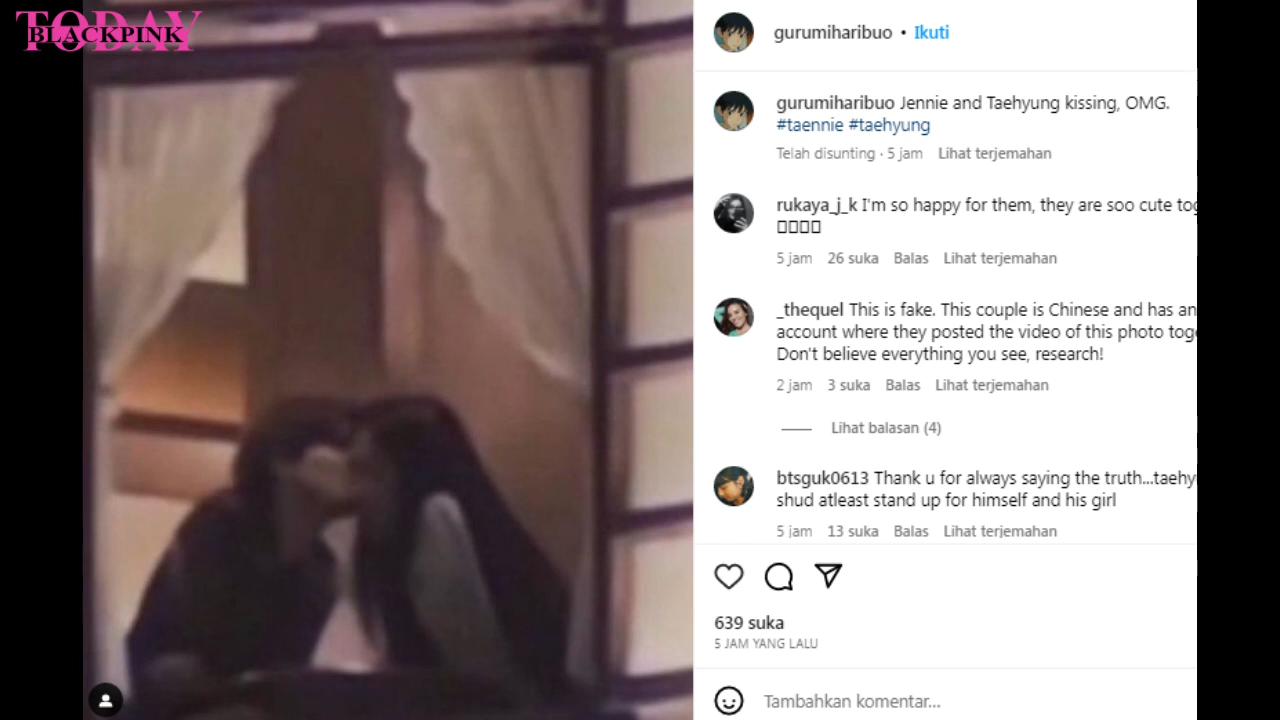 TODAY
BLACKPINK
gurumiharibuo • Ikuti
gurumiharibuo Jennie and Taehyung kissing, OMG.
#taennie #taehyung
Telah disunting · 5 jam Lihat terjemahan
rukaya_j_k I'm so happy for them, they are soo cute tog
5 jam 26 suka Balas Lihat terjemahan
_thequel This is fake. This couple is Chinese and has an
account where they posted the video of this photo toge
Don't believe everything you see, research!
2 jam 3 suka Balas Lihat terjemahan
Lihat balasan (4)
btsguk0613 Thank u for always saying the truth...taehy
shud atleast stand up for himself and his girl
5 jam 13 suka Balas Lihat terjemahan
639 suka
5 JAM YANG LALU
Tambahkan komentar...